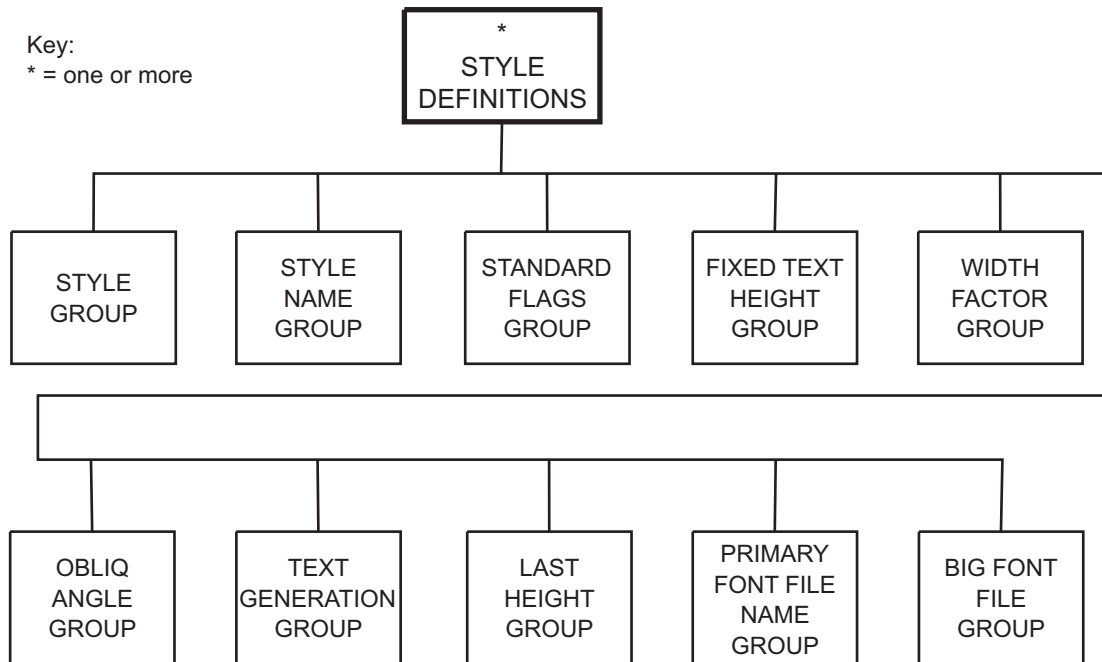 Key:
* = one or more
*
STYLE
DEFINITIONS
STYLE
GROUP
STYLE
NAME
GROUP
STANDARD
FLAGS
GROUP
FIXED TEXT
HEIGHT
GROUP
WIDTH
FACTOR
GROUP
OBLIQ
ANGLE
GROUP
TEXT
GENERATION
GROUP
LAST
HEIGHT
GROUP
PRIMARY
FONT FILE
NAME
GROUP
BIG FONT
FILE
GROUP